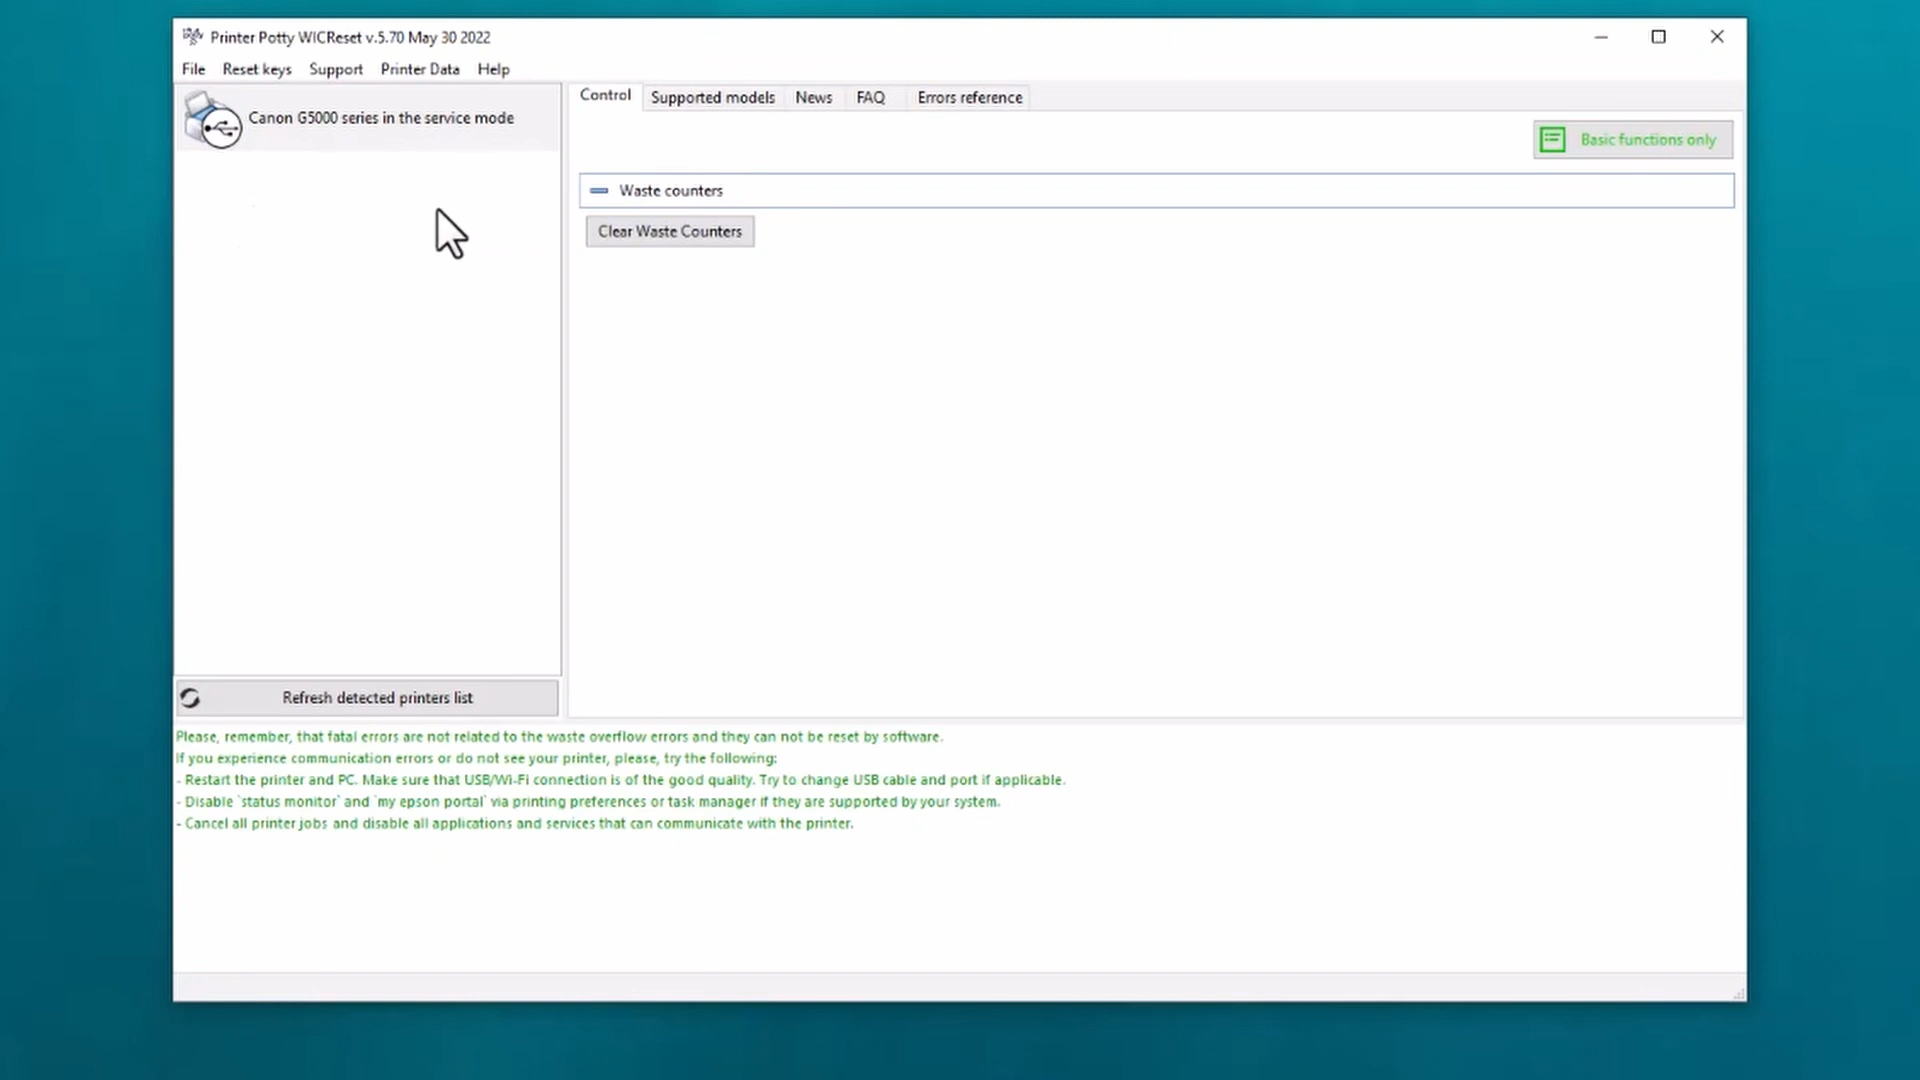 Printer Potty WICReset v.5.70 May 30 2022
File Reset keys Support Printer Data Help
Canon G5000 series in the service mode
Control Supported models News FAQ Errors reference
Basic functions only
Waste counters
Clear Waste Counters
Refresh detected printers list
Please, remember, that fatal errors are not related to the waste overflow errors and they can not be reset by software.
If you experience communication errors or do not see your printer, please, try the following:
- Restart the printer and PC. Make sure that USB/Wi-Fi connection is of the good quality. Try to change USB cable and port if applicable.
- Disable `status monitor` and `my epson portal` via printing preferences or task manager if they are supported by your system.
- Cancel all printer jobs and disable all applications and services that can communicate with the printer.